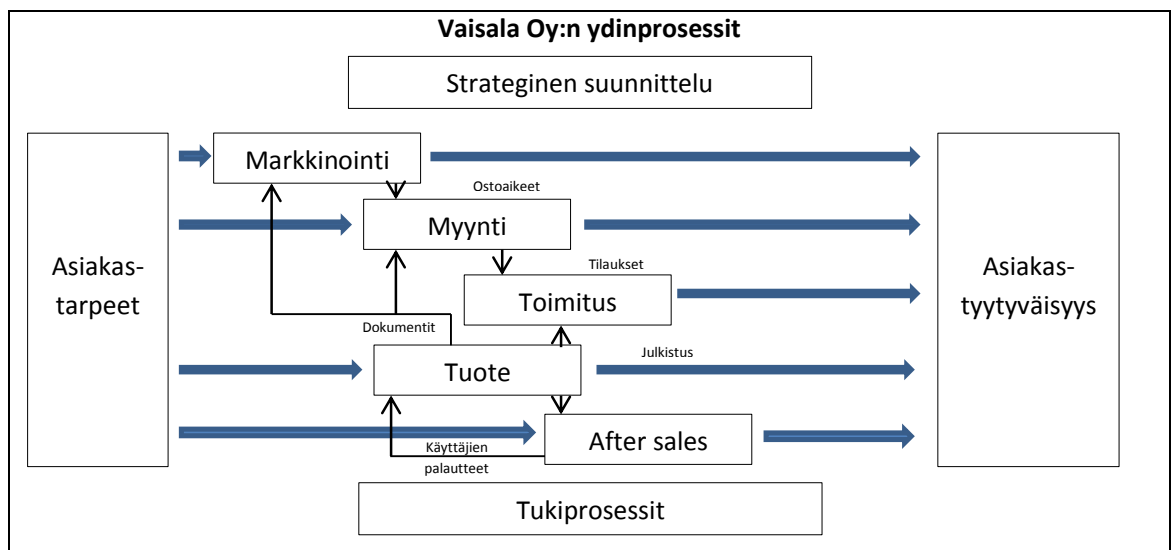 Vaisala Oy:n ydinprosessit
Strateginen suunnittelu
Asiakas-
tarpeet
Markkinointi
Ostoaikeet
Myynti
Tilaukset
Toimitus
Dokumentit
Julkistus
Tuote
Käyttäjien
palautteet
After sales
Asiakas-
tyytyväisyys
Tukiprosessit